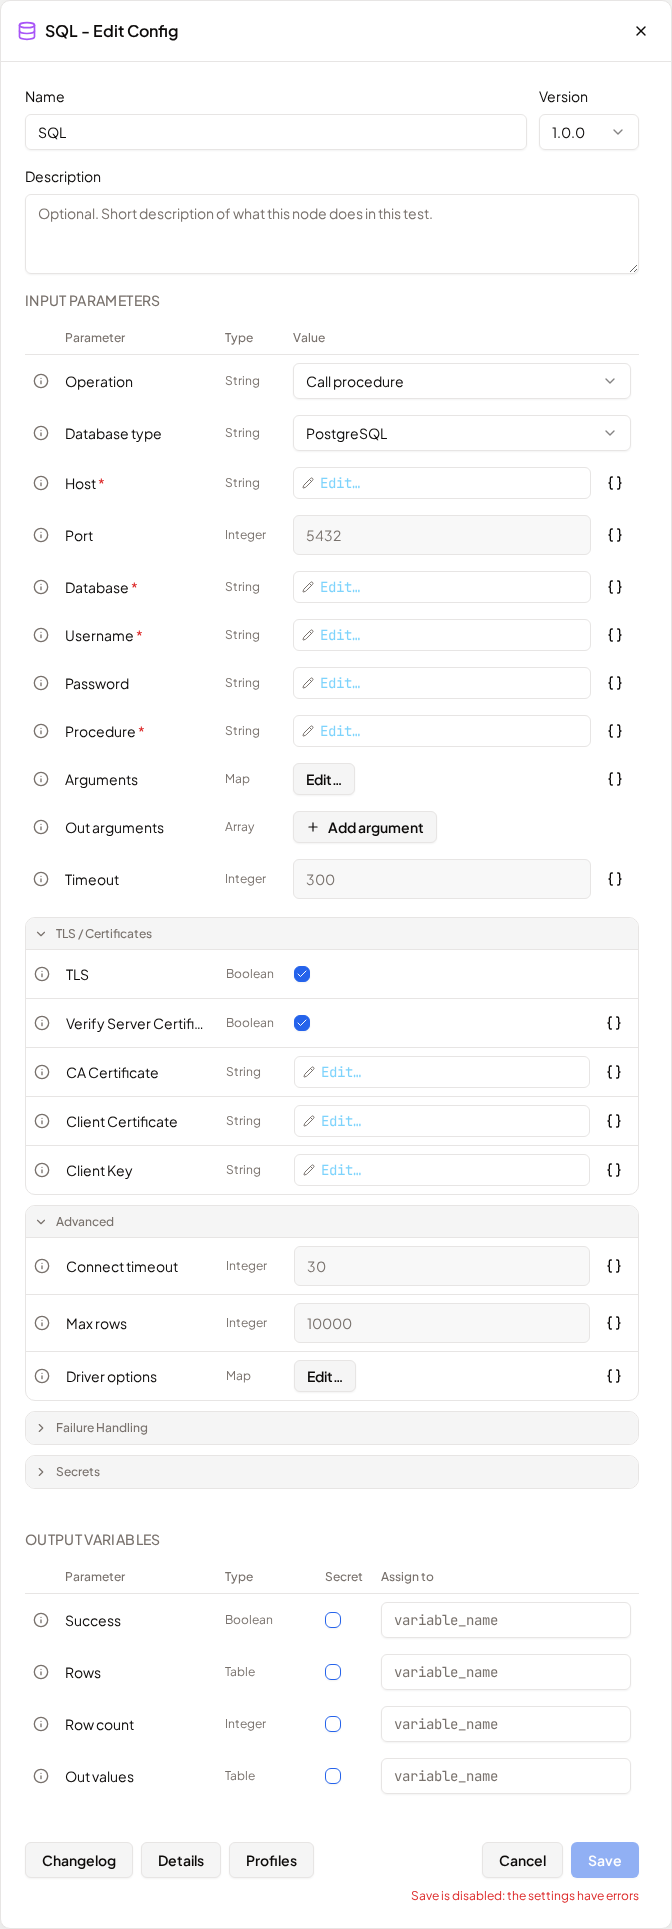 SQL - Edit Config
Name
Version
SQL
1.0.0
Description
Optional. Short description of what this node does in this test.
INPUT PARAMETERS
Parameter Type Value
Operation String Call procedure
Database type String PostgreSQL
Host * String Edit…
Port Integer 5432
Database * String Edit…
Username * String Edit…
Password String Edit…
Procedure * String Edit…
Arguments Map Edit…
Out arguments Array + Add argument
Timeout Integer 300
TLS / Certificates
TLS Boolean
Verify Server Certifi… Boolean
CA Certificate String Edit…
Client Certificate String Edit…
Client Key String Edit…
Advanced
Connect timeout Integer 30
Max rows Integer 10000
Driver options Map Edit…
Failure Handling
Secrets
OUTPUT VARIABLES
Parameter Type Secret Assign to
Success Boolean variable_name
Rows Table variable_name
Row count Integer variable_name
Out values Table variable_name
Changelog Details Profiles Cancel Save
Save is disabled: the settings have errors